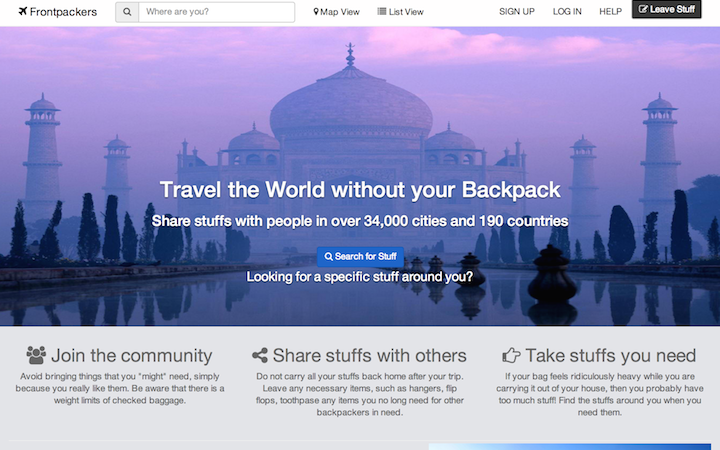 Frontpackers
Where are you?
Map View
List View
SIGN UP
LOG IN
HELP
Leave Stuff
Travel the World without your Backpack
Share stuffs with people in over 34,000 cities and 190 countries
Search for Stuff
Looking for a specific stuff around you?
Join the community
Avoid bringing things that you "might" need, simply
because you really like them. Be aware that there is a
weight limits of checked baggage.
Share stuffs with others
Do not carry all your stuffs back home after your trip.
Leave any necessary items, such as hangers, flip
flops, toothpase any items you no long need for other
backpackers in need.
Take stuffs you need
If your bag feels ridiculously heavy while you are
carrying it out of your house, then you probably have
too much stuff! Find the stuffs around you when you
need them.